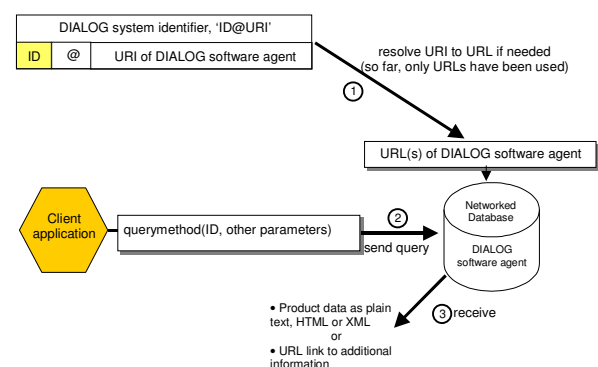 DIALOG system identifier, 'ID@URI'
ID @ URI of DIALOG software agent
resolve URI to URL if needed
(so far, only URLs have been used)
1
URL(s) of DIALOG software agent
Networked
Database
DIALOG
software agent
Client
application
querymethod(ID, other parameters)
2
send query
3 receive
• Product data as plain
text, HTML or XML
or
• URL link to additional
information